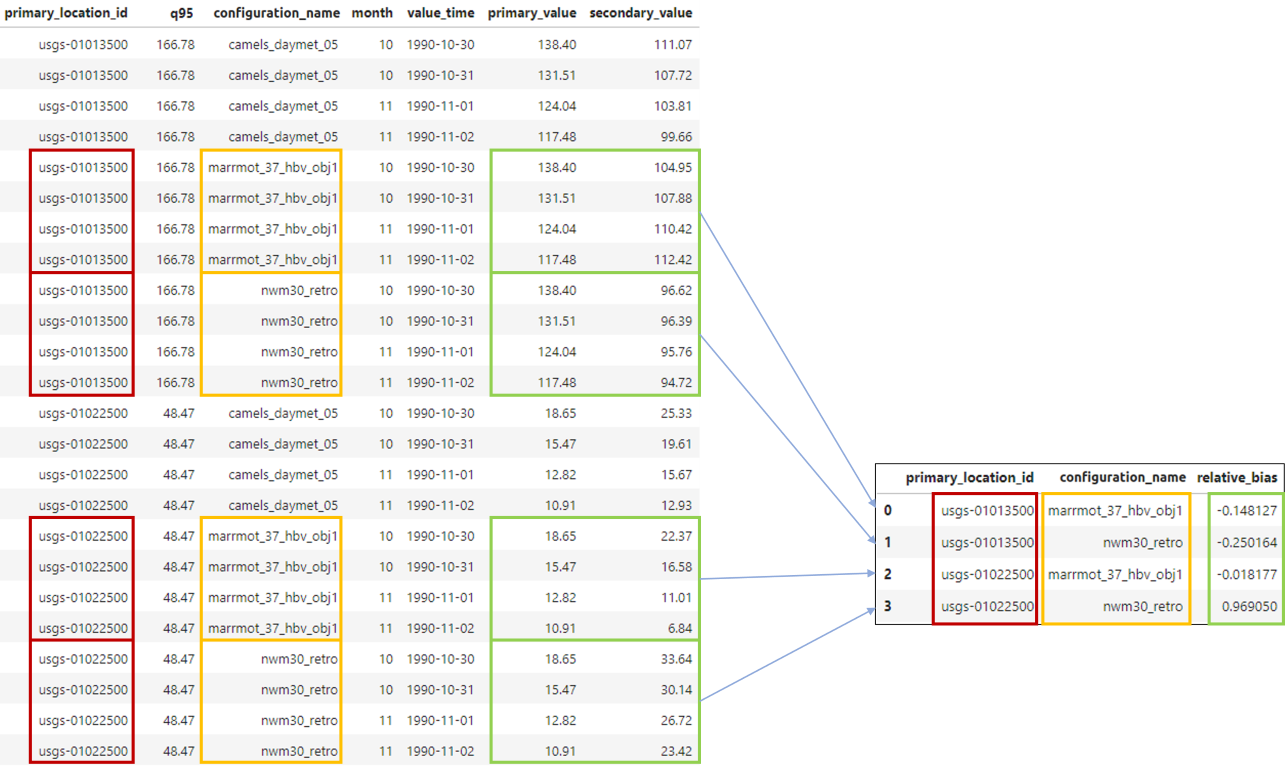 primary_location_id q95 configuration_name month value_time primary_value secondary_value
usgs-01013500 166.78 camels_daymet_05 10 1990-10-30 138.40 111.07
usgs-01013500 166.78 camels_daymet_05 10 1990-10-31 131.51 107.72
usgs-01013500 166.78 camels_daymet_05 11 1990-11-01 124.04 103.81
usgs-01013500 166.78 camels_daymet_05 11 1990-11-02 117.48 99.66
usgs-01013500 166.78 marrmot_37_hbv_obj1 10 1990-10-30 138.40 104.95
usgs-01013500 166.78 marrmot_37_hbv_obj1 10 1990-10-31 131.51 107.88
usgs-01013500 166.78 marrmot_37_hbv_obj1 11 1990-11-01 124.04 110.42
usgs-01013500 166.78 marrmot_37_hbv_obj1 11 1990-11-02 117.48 112.42
usgs-01013500 166.78 nwm30_retro 10 1990-10-30 138.40 96.62
usgs-01013500 166.78 nwm30_retro 10 1990-10-31 131.51 96.39
usgs-01013500 166.78 nwm30_retro 11 1990-11-01 124.04 95.76
usgs-01013500 166.78 nwm30_retro 11 1990-11-02 117.48 94.72
usgs-01022500 48.47 camels_daymet_05 10 1990-10-30 18.65 25.33
usgs-01022500 48.47 camels_daymet_05 10 1990-10-31 15.47 19.61
usgs-01022500 48.47 camels_daymet_05 11 1990-11-01 12.82 15.67
usgs-01022500 48.47 camels_daymet_05 11 1990-11-02 10.91 12.93
usgs-01022500 48.47 marrmot_37_hbv_obj1 10 1990-10-30 18.65 22.37
usgs-01022500 48.47 marrmot_37_hbv_obj1 10 1990-10-31 15.47 16.58
usgs-01022500 48.47 marrmot_37_hbv_obj1 11 1990-11-01 12.82 11.01
usgs-01022500 48.47 marrmot_37_hbv_obj1 11 1990-11-02 10.91 6.84
usgs-01022500 48.47 nwm30_retro 10 1990-10-30 18.65 33.64
usgs-01022500 48.47 nwm30_retro 10 1990-10-31 15.47 30.14
usgs-01022500 48.47 nwm30_retro 11 1990-11-01 12.82 26.72
usgs-01022500 48.47 nwm30_retro 11 1990-11-02 10.91 23.42
primary_location_id configuration_name relative_bias
0 usgs-01013500 marrmot_37_hbv_obj1 -0.148127
1 usgs-01013500 nwm30_retro -0.250164
2 usgs-01022500 marrmot_37_hbv_obj1 -0.018177
3 usgs-01022500 nwm30_retro 0.969050